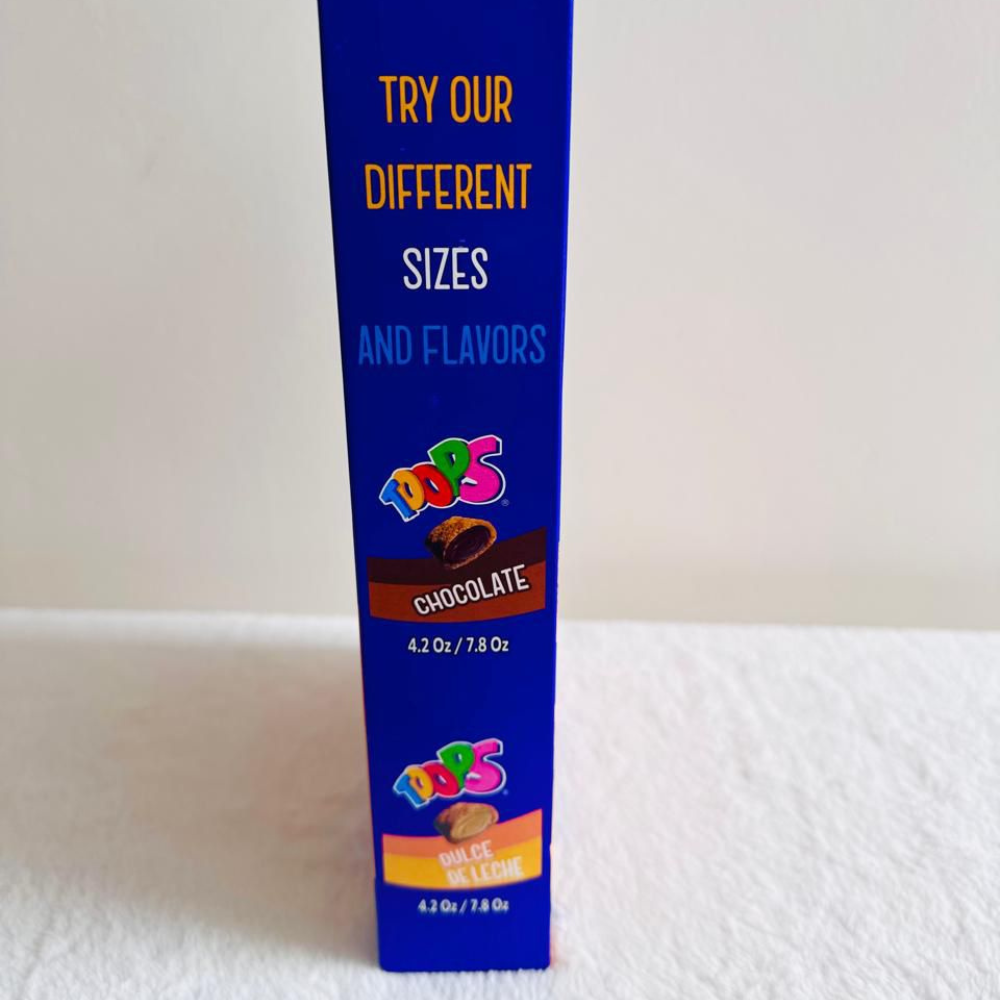 TRY OUR
DIFFERENT
SIZES
AND FLAVORS
TOOPS®
CHOCOLATE
4.2 Oz / 7.8 Oz
TOOPS®
DULCE
DE LECHE
4.2 Oz / 7.8 Oz